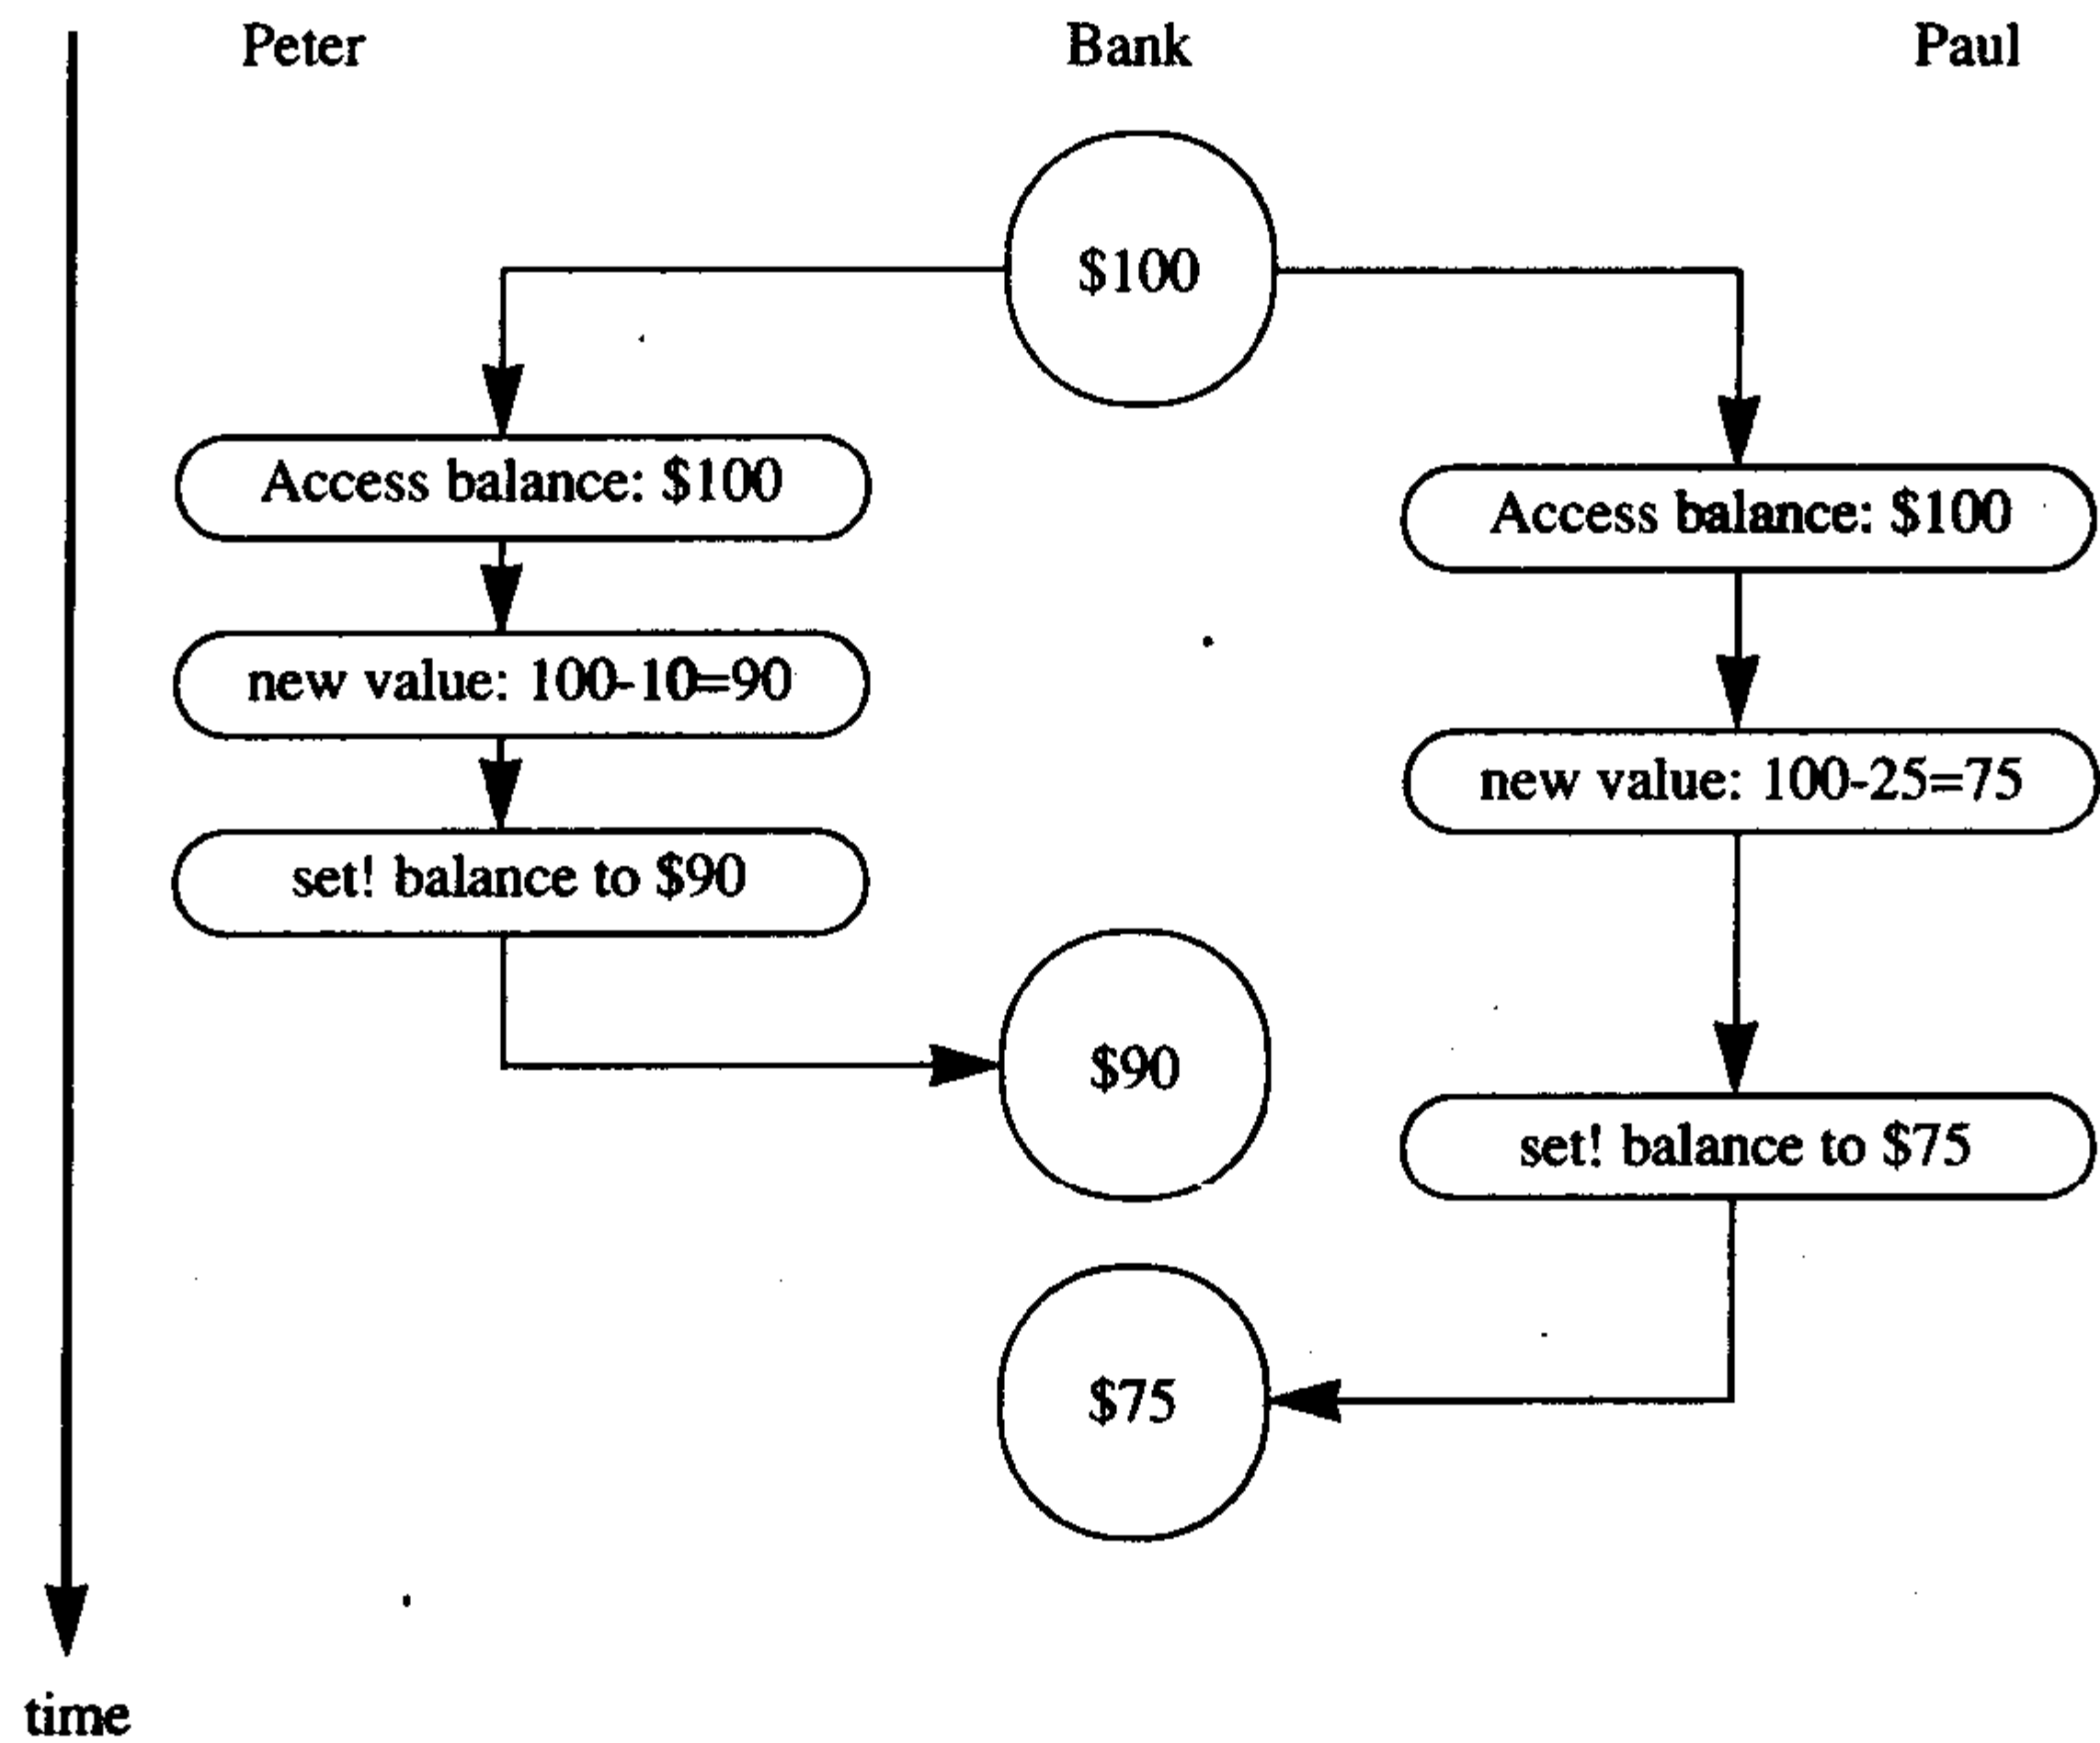 Peter
Bank
Paul
$100
Access balance: $100
Access balance: $100
new value: 100-10=90
new value: 100-25=75
set! balance to $90
$90
set! balance to $75
$75
time